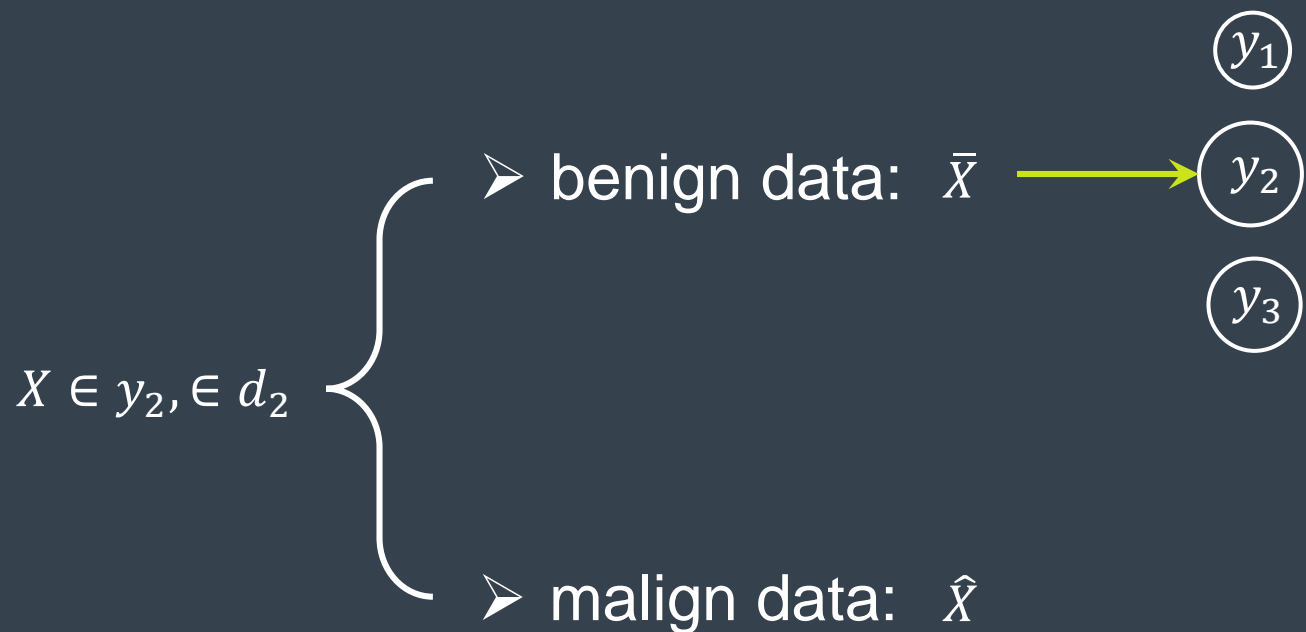 y₁
➢ benign data: X̄ y₂
y₃
X ∈ y₂, ∈ d₂
➢ malign data: X̂